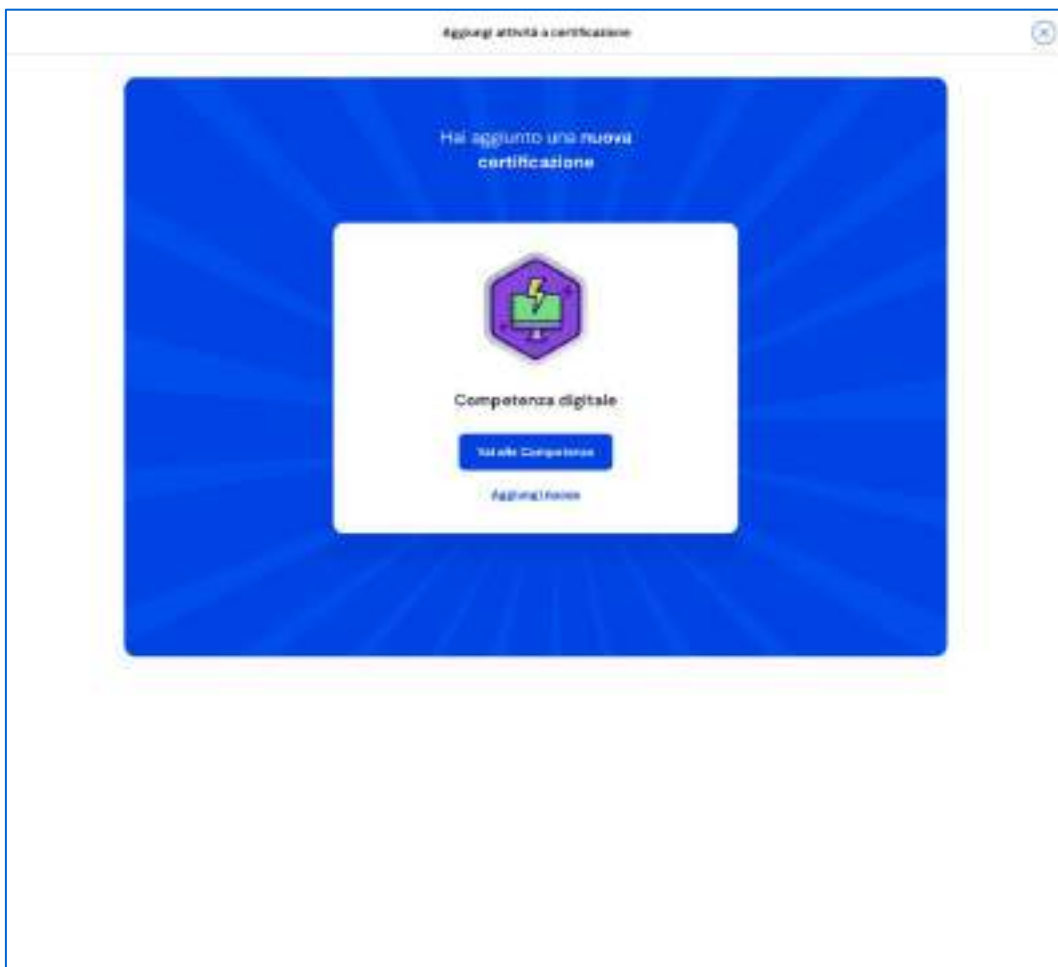 Aggiungi attività a certificazione
Hai aggiunto una nuova
certificazione
Competenza digitale
Vai alle Competenze
Aggiungi nuova